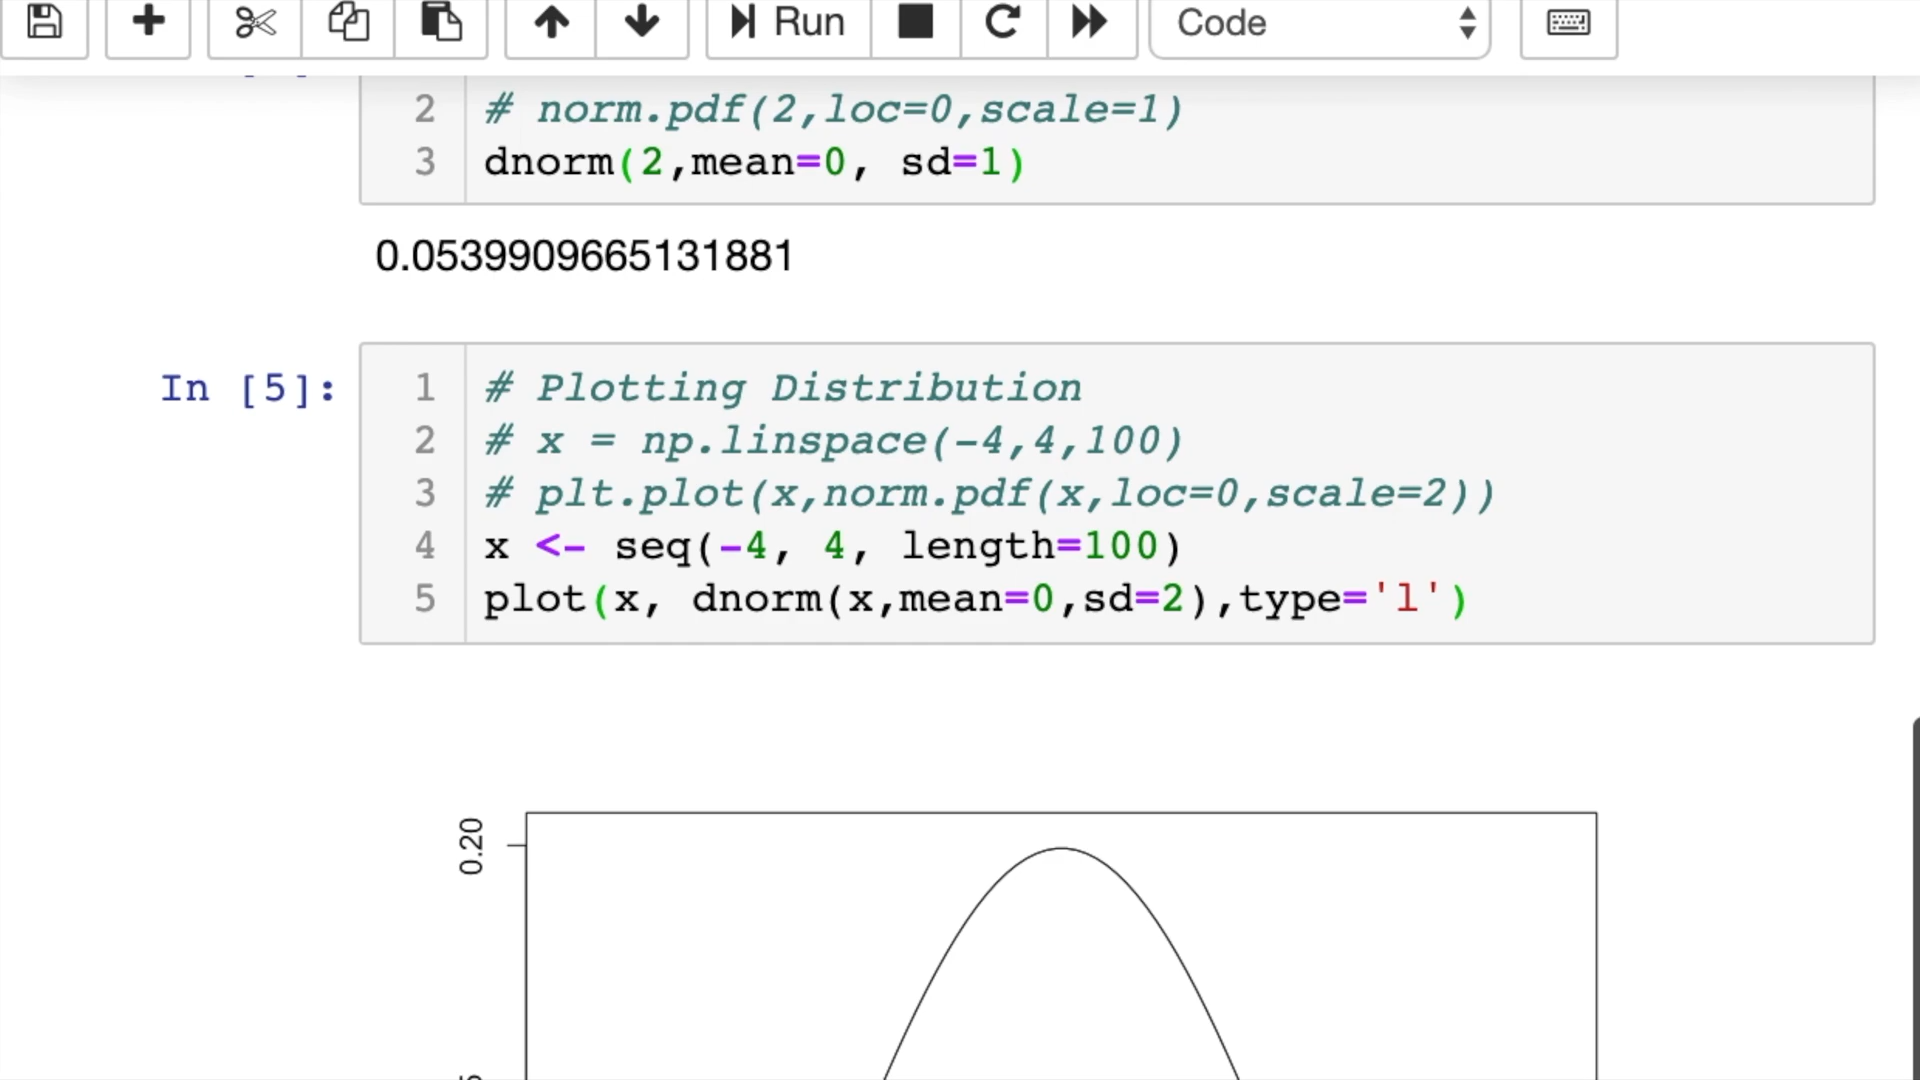 Run
Code
2 # norm.pdf(2,loc=0,scale=1)
3 dnorm(2,mean=0, sd=1)
0.0539909665131881
In [5]:
1 # Plotting Distribution
2 # x = np.linspace(-4,4,100)
3 # plt.plot(x,norm.pdf(x,loc=0,scale=2))
4 x <- seq(-4, 4, length=100)
5 plot(x, dnorm(x,mean=0,sd=2),type='l')
0.20